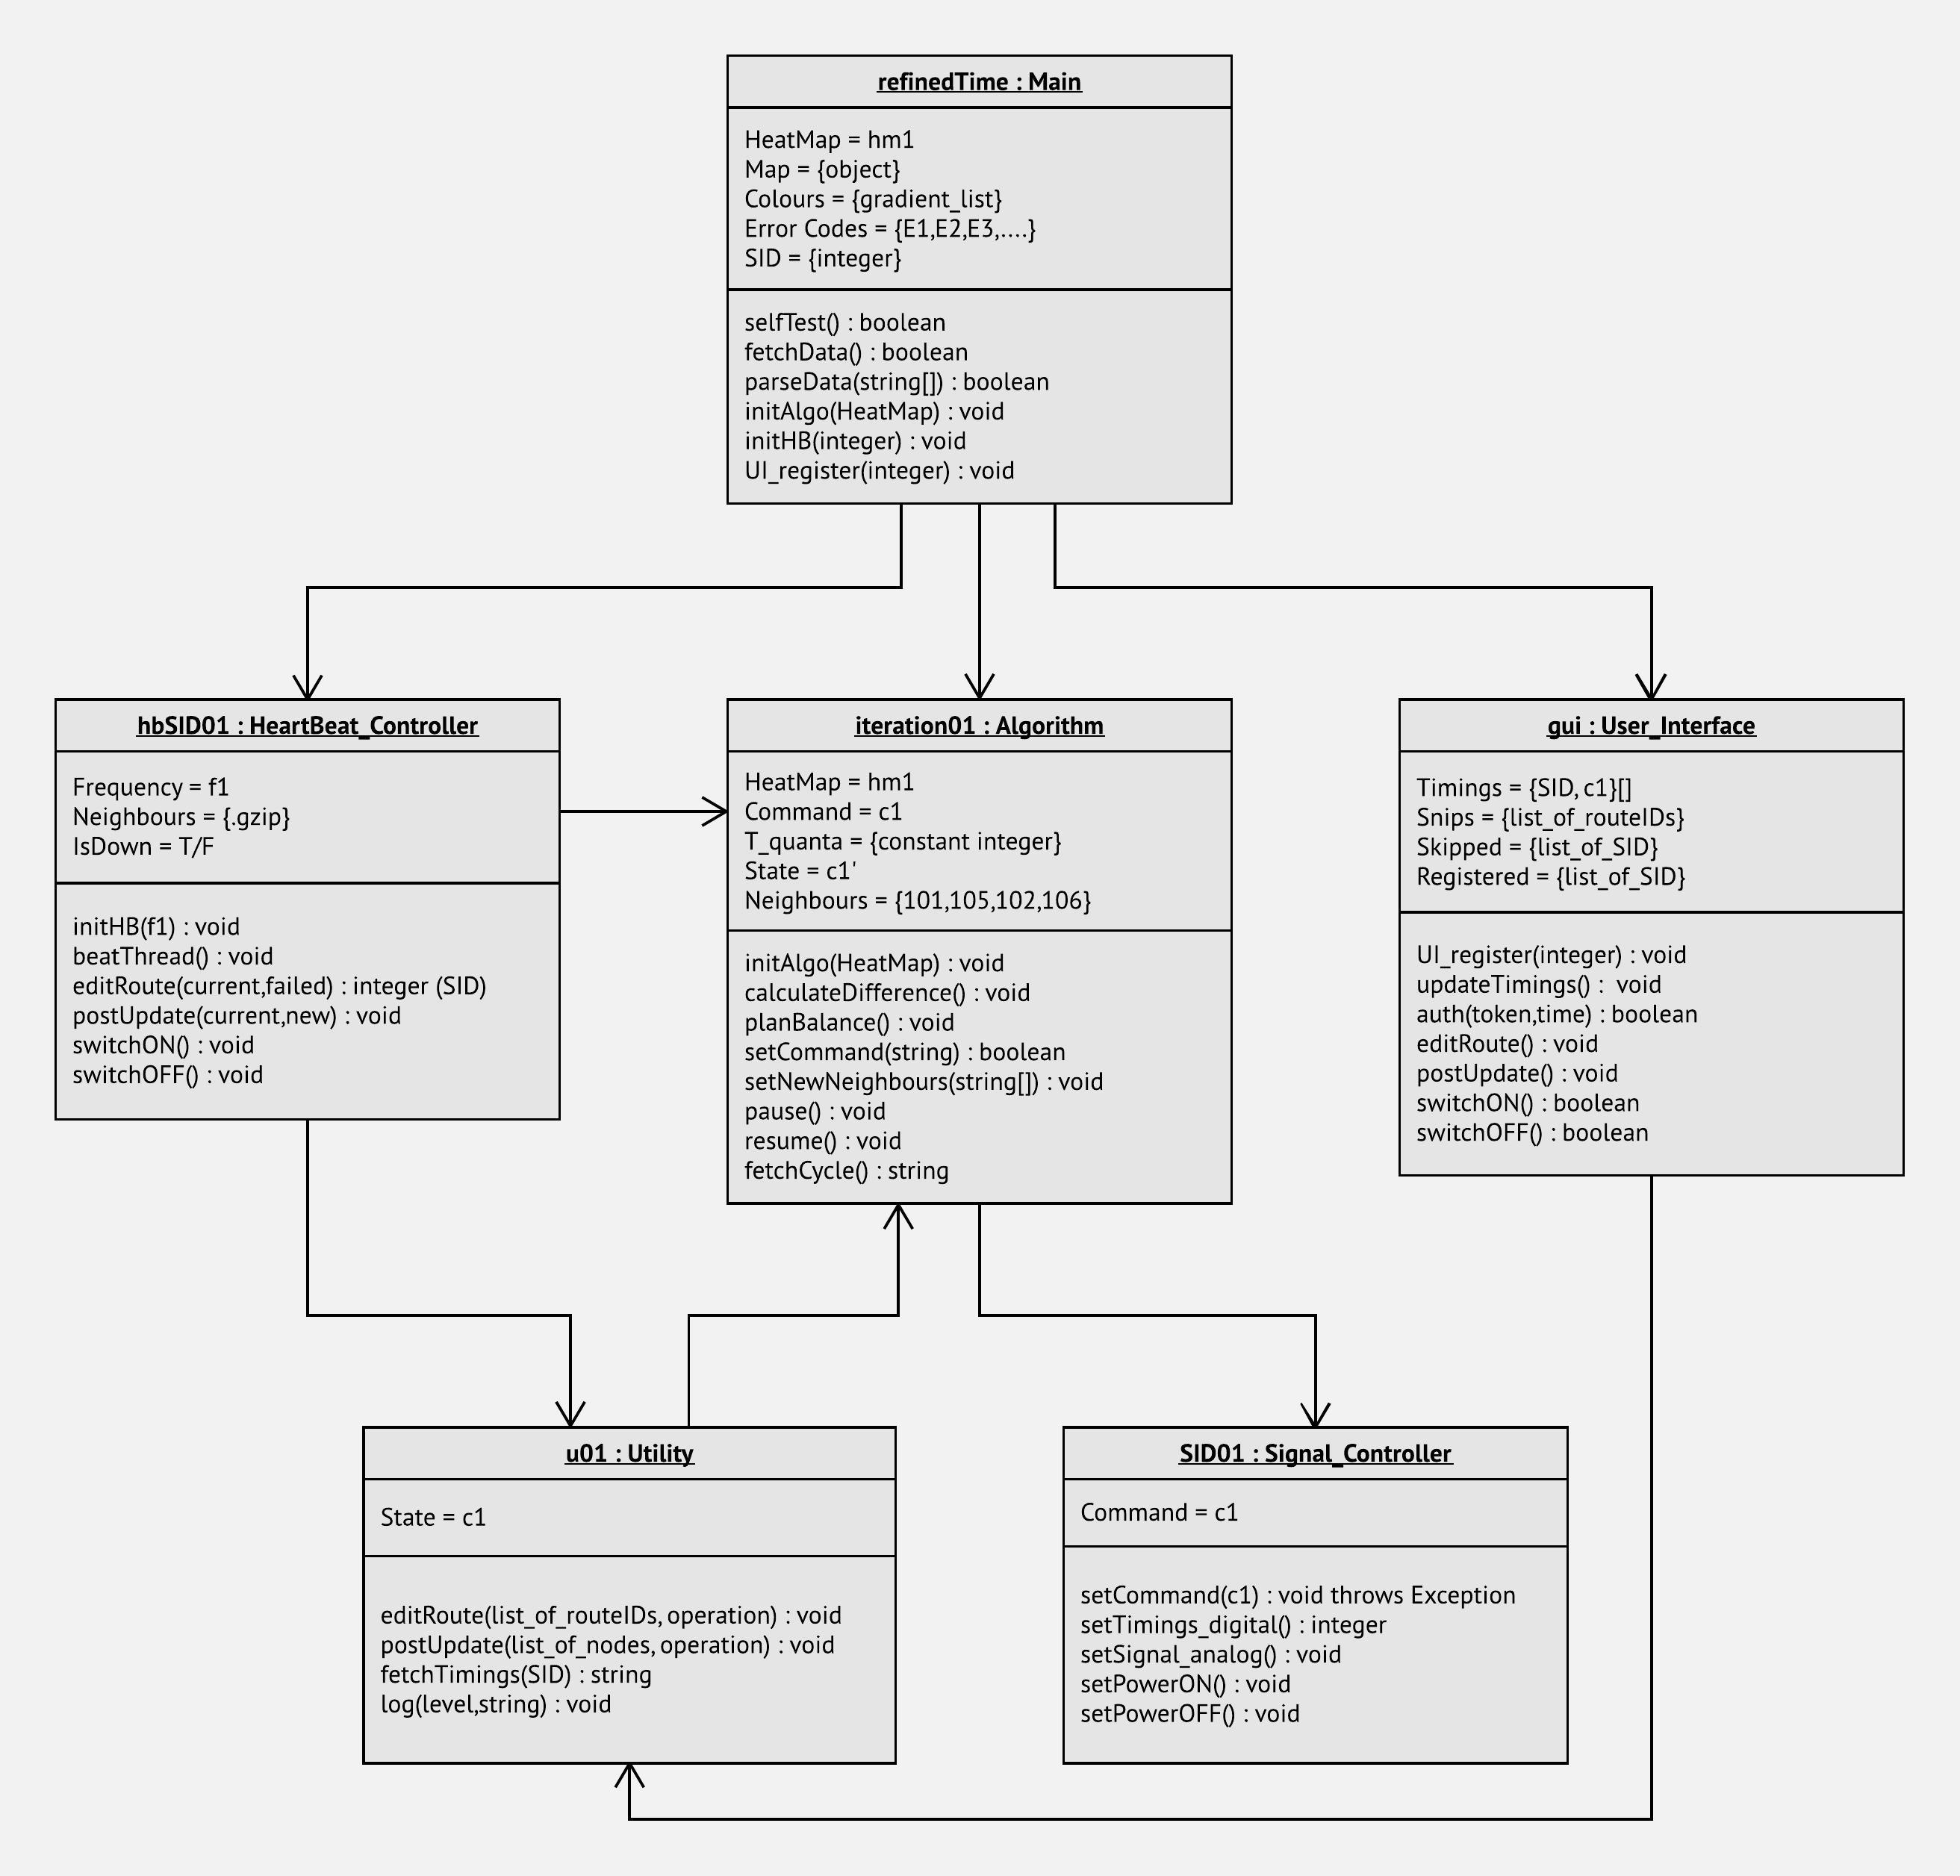 refinedTime : Main
HeatMap = hm1
Map = {object}
Colours = {gradient_list}
Error Codes = {E1,E2,E3,....}
SID = {integer}
selfTest() : boolean
fetchData() : boolean
parseData(string[]) : boolean
initAlgo(HeatMap) : void
initHB(integer) : void
UI_register(integer) : void
hbSID01 : HeartBeat_Controller
Frequency = f1
Neighbours = {.gzip}
IsDown = T/F
initHB(f1) : void
beatThread() : void
editRoute(current,failed) : integer (SID)
postUpdate(current,new) : void
switchON() : void
switchOFF() : void
iteration01 : Algorithm
HeatMap = hm1
Command = c1
T_quanta = {constant integer}
State = c1'
Neighbours = {101,105,102,106}
initAlgo(HeatMap) : void
calculateDifference() : void
planBalance() : void
setCommand(string) : boolean
setNewNeighbours(string[]) : void
pause() : void
resume() : void
fetchCycle() : string
gui : User_Interface
Timings = {SID, c1}[]
Snips = {list_of_routeIDs}
Skipped = {list_of_SID}
Registered = {list_of_SID}
UI_register(integer) : void
updateTimings() :  void
auth(token,time) : boolean
editRoute() : void
postUpdate() : void
switchON() : boolean
switchOFF() : boolean
u01 : Utility
State = c1
editRoute(list_of_routeIDs, operation) : void
postUpdate(list_of_nodes, operation) : void
fetchTimings(SID) : string
log(level,string) : void
SID01 : Signal_Controller
Command = c1
setCommand(c1) : void throws Exception
setTimings_digital() : integer
setSignal_analog() : void
setPowerON() : void
setPowerOFF() : void